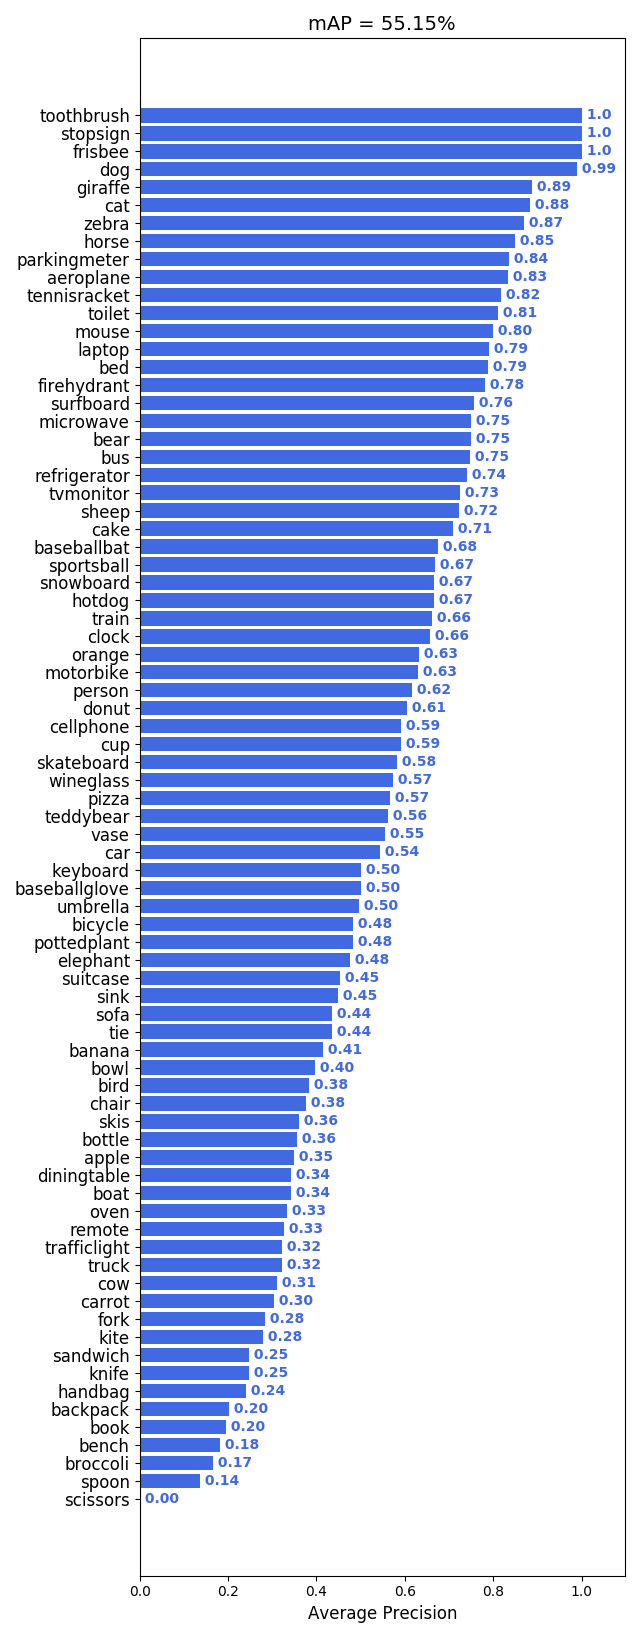 mAP = 55.15%
toothbrush 1.0
stopsign 1.0
frisbee 1.0
dog 0.99
giraffe 0.89
cat 0.88
zebra 0.87
horse 0.85
parkingmeter 0.84
aeroplane 0.83
tennisracket 0.82
toilet 0.81
mouse 0.80
laptop 0.79
bed 0.79
firehydrant 0.78
surfboard 0.76
microwave 0.75
bear 0.75
bus 0.75
refrigerator 0.74
tvmonitor 0.73
sheep 0.72
cake 0.71
baseballbat 0.68
sportsball 0.67
snowboard 0.67
hotdog 0.67
train 0.66
clock 0.66
orange 0.63
motorbike 0.63
person 0.62
donut 0.61
cellphone 0.59
cup 0.59
skateboard 0.58
wineglass 0.57
pizza 0.57
teddybear 0.56
vase 0.55
car 0.54
keyboard 0.50
baseballglove 0.50
umbrella 0.50
bicycle 0.48
pottedplant 0.48
elephant 0.48
suitcase 0.45
sink 0.45
sofa 0.44
tie 0.44
banana 0.41
bowl 0.40
bird 0.38
chair 0.38
skis 0.36
bottle 0.36
apple 0.35
diningtable 0.34
boat 0.34
oven 0.33
remote 0.33
trafficlight 0.32
truck 0.32
cow 0.31
carrot 0.30
fork 0.28
kite 0.28
sandwich 0.25
knife 0.25
handbag 0.24
backpack 0.20
book 0.20
bench 0.18
broccoli 0.17
spoon 0.14
scissors 0.00
0.0 0.2 0.4 0.6 0.8 1.0
Average Precision